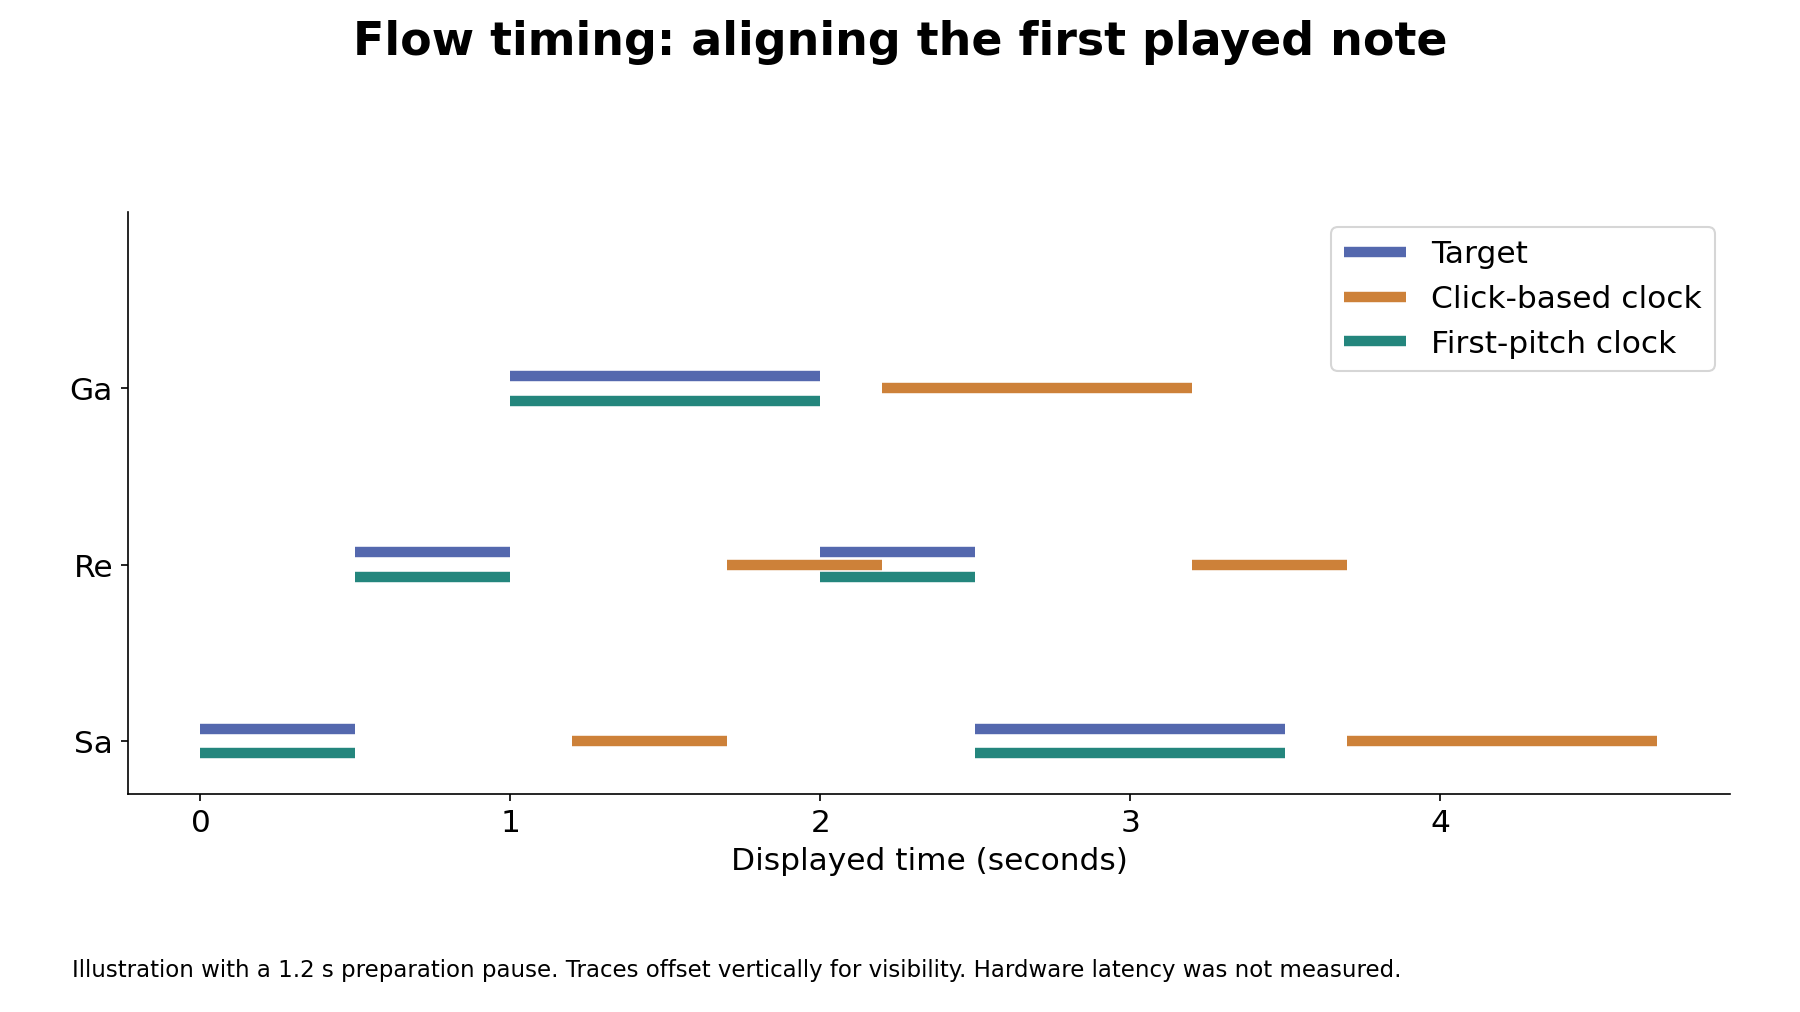 Flow timing: aligning the first played note
Target
Click-based clock
First-pitch clock
Ga
Re
Sa
0 1 2 3 4
Displayed time (seconds)
Illustration with a 1.2 s preparation pause. Traces offset vertically for visibility. Hardware latency was not measured.